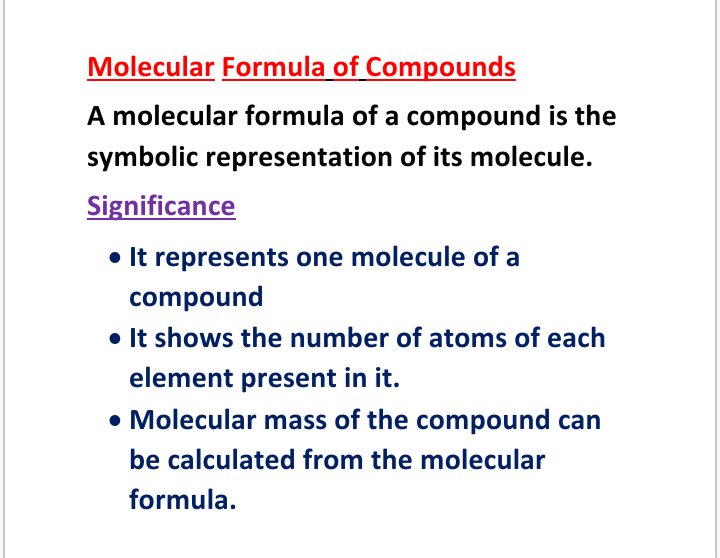 Molecular Formula of Compounds
A molecular formula of a compound is the
symbolic representation of its molecule.
Significance
• It represents one molecule of a
compound
• It shows the number of atoms of each
element present in it.
• Molecular mass of the compound can
be calculated from the molecular
formula.